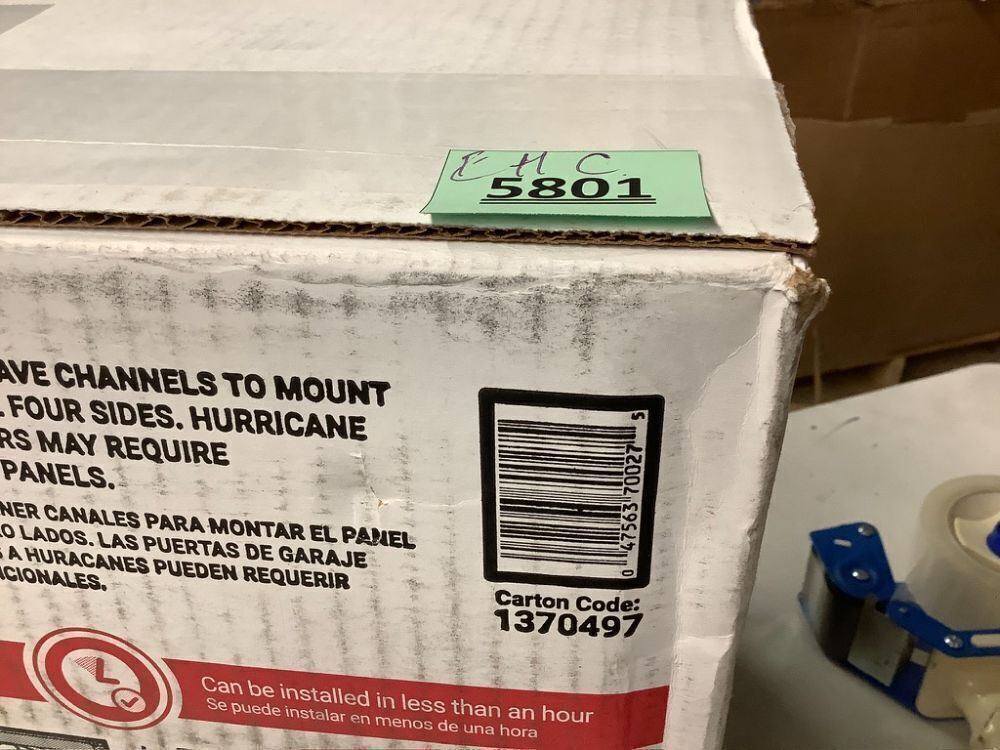 EHC
5801
AVE CHANNELS TO MOUNT
FOUR SIDES. HURRICANE
RS MAY REQUIRE
PANELS.
NER CANALES PARA MONTAR EL PANEL
O LADOS. LAS PUERTAS DE GARAJE
A HURACANES PUEDEN REQUERIR
ICIONALES.
0 47563 70027 5
Carton Code:
1370497
Can be installed in less than an hour
Se puede instalar en menos de una hora